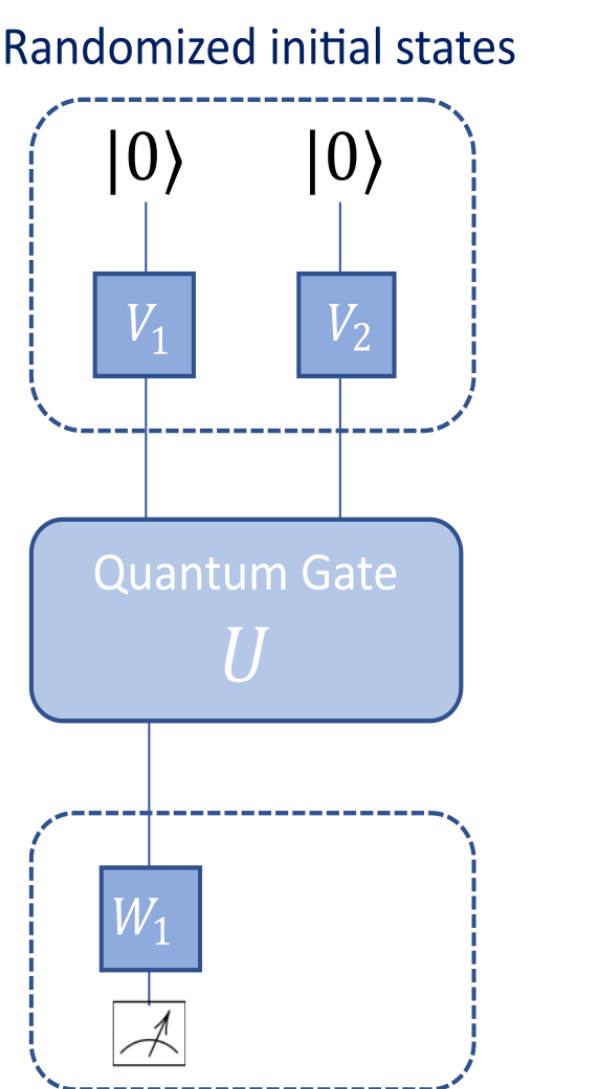 Randomized initial states
|0⟩ |0⟩
V₁ V₂
Quantum Gate
U
W₁